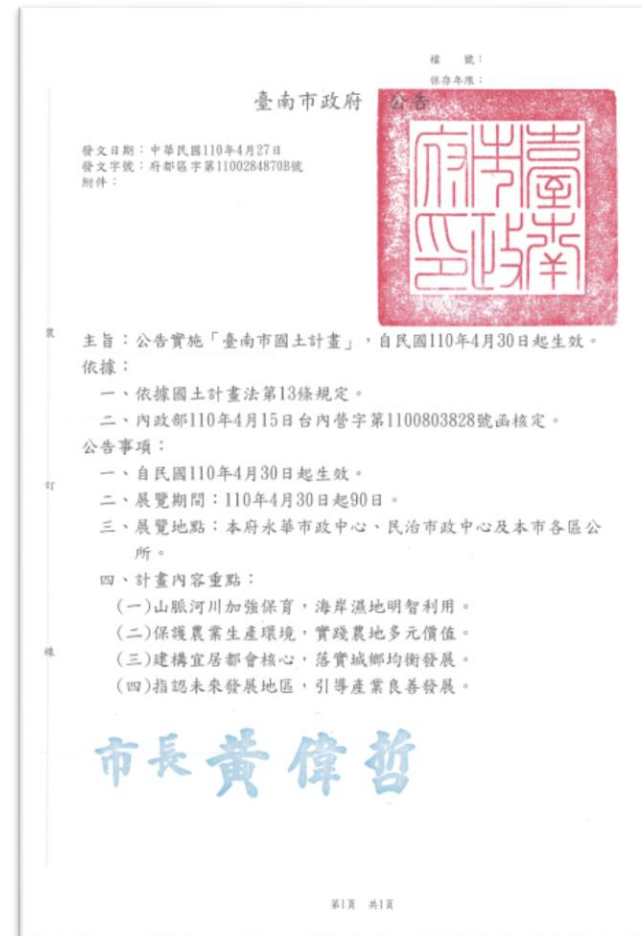 檔　　號：
保存年限：
臺南市政府　公告
發文日期：中華民國110年4月27日
發文字號：府都區字第1100284870B號
附件：
臺南市政府印
主旨：公告實施「臺南市國土計畫」，自民國110年4月30日起生效。
依據：
一、依據國土計畫法第13條規定。
二、內政部110年4月15日台內營字第1100803828號函核定。
公告事項：
一、自民國110年4月30日起生效。
二、展覽期間：110年4月30日起90日。
三、展覽地點：本府永華市政中心、民治市政中心及本市各區公
所。
四、計畫內容重點：
(一)山脈河川加強保育，海岸濕地明智利用。
(二)保護農業生產環境，實踐農地多元價值。
(三)建構宜居都會核心，落實城鄉均衡發展。
(四)指認未來發展地區，引導產業良善發展。
裝
訂
線
市長黃偉哲
第1頁　共1頁